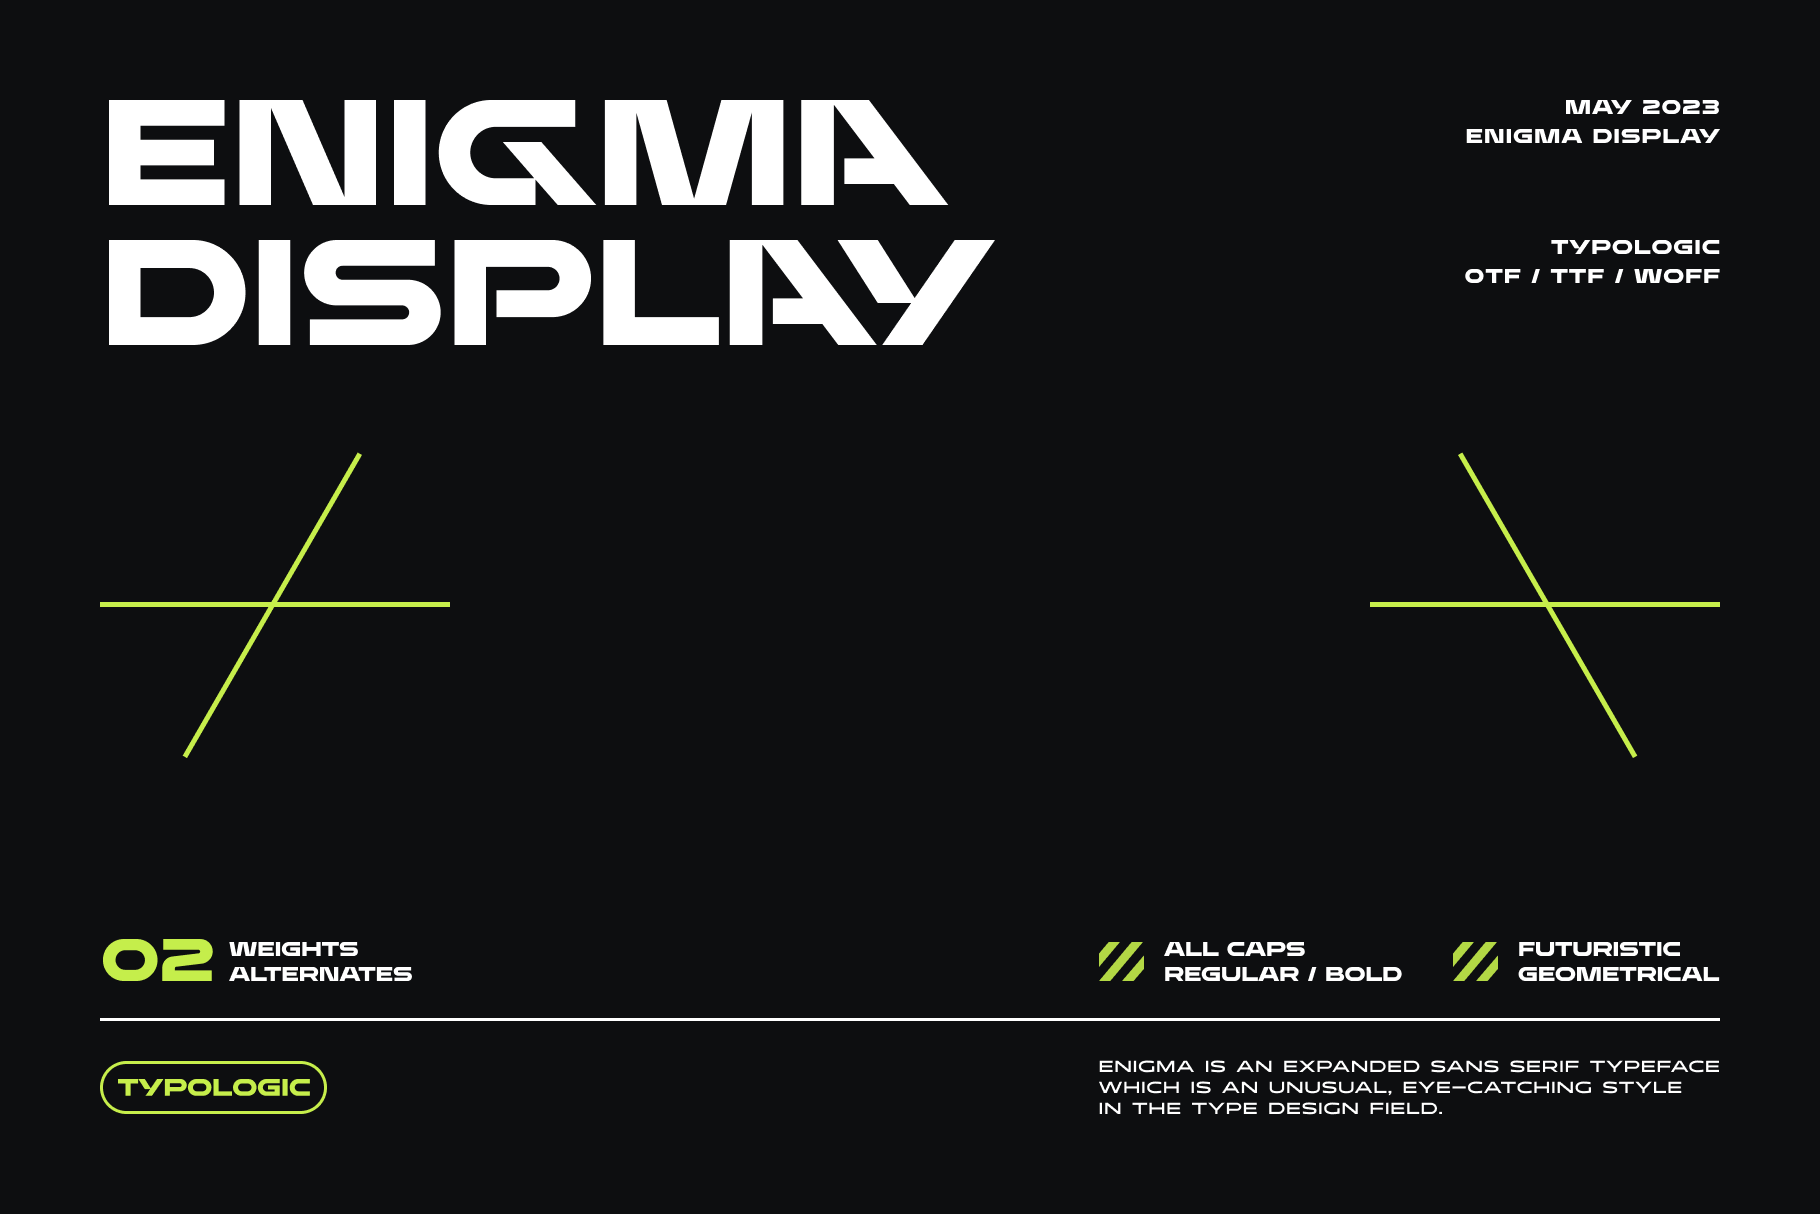 ENIGMA
DISPLAY
MAY 2023
ENIGMA DISPLAY
TYPOLOGIC
OTF / TTF / WOFF
02
WEIGHTS
ALTERNATES
ALL CAPS
REGULAR / BOLD
FUTURISTIC
GEOMETRICAL
TYPOLOGIC
ENIGMA IS AN EXPANDED SANS SERIF TYPEFACE
WHICH IS AN UNUSUAL, EYE–CATCHING STYLE
IN THE TYPE DESIGN FIELD.